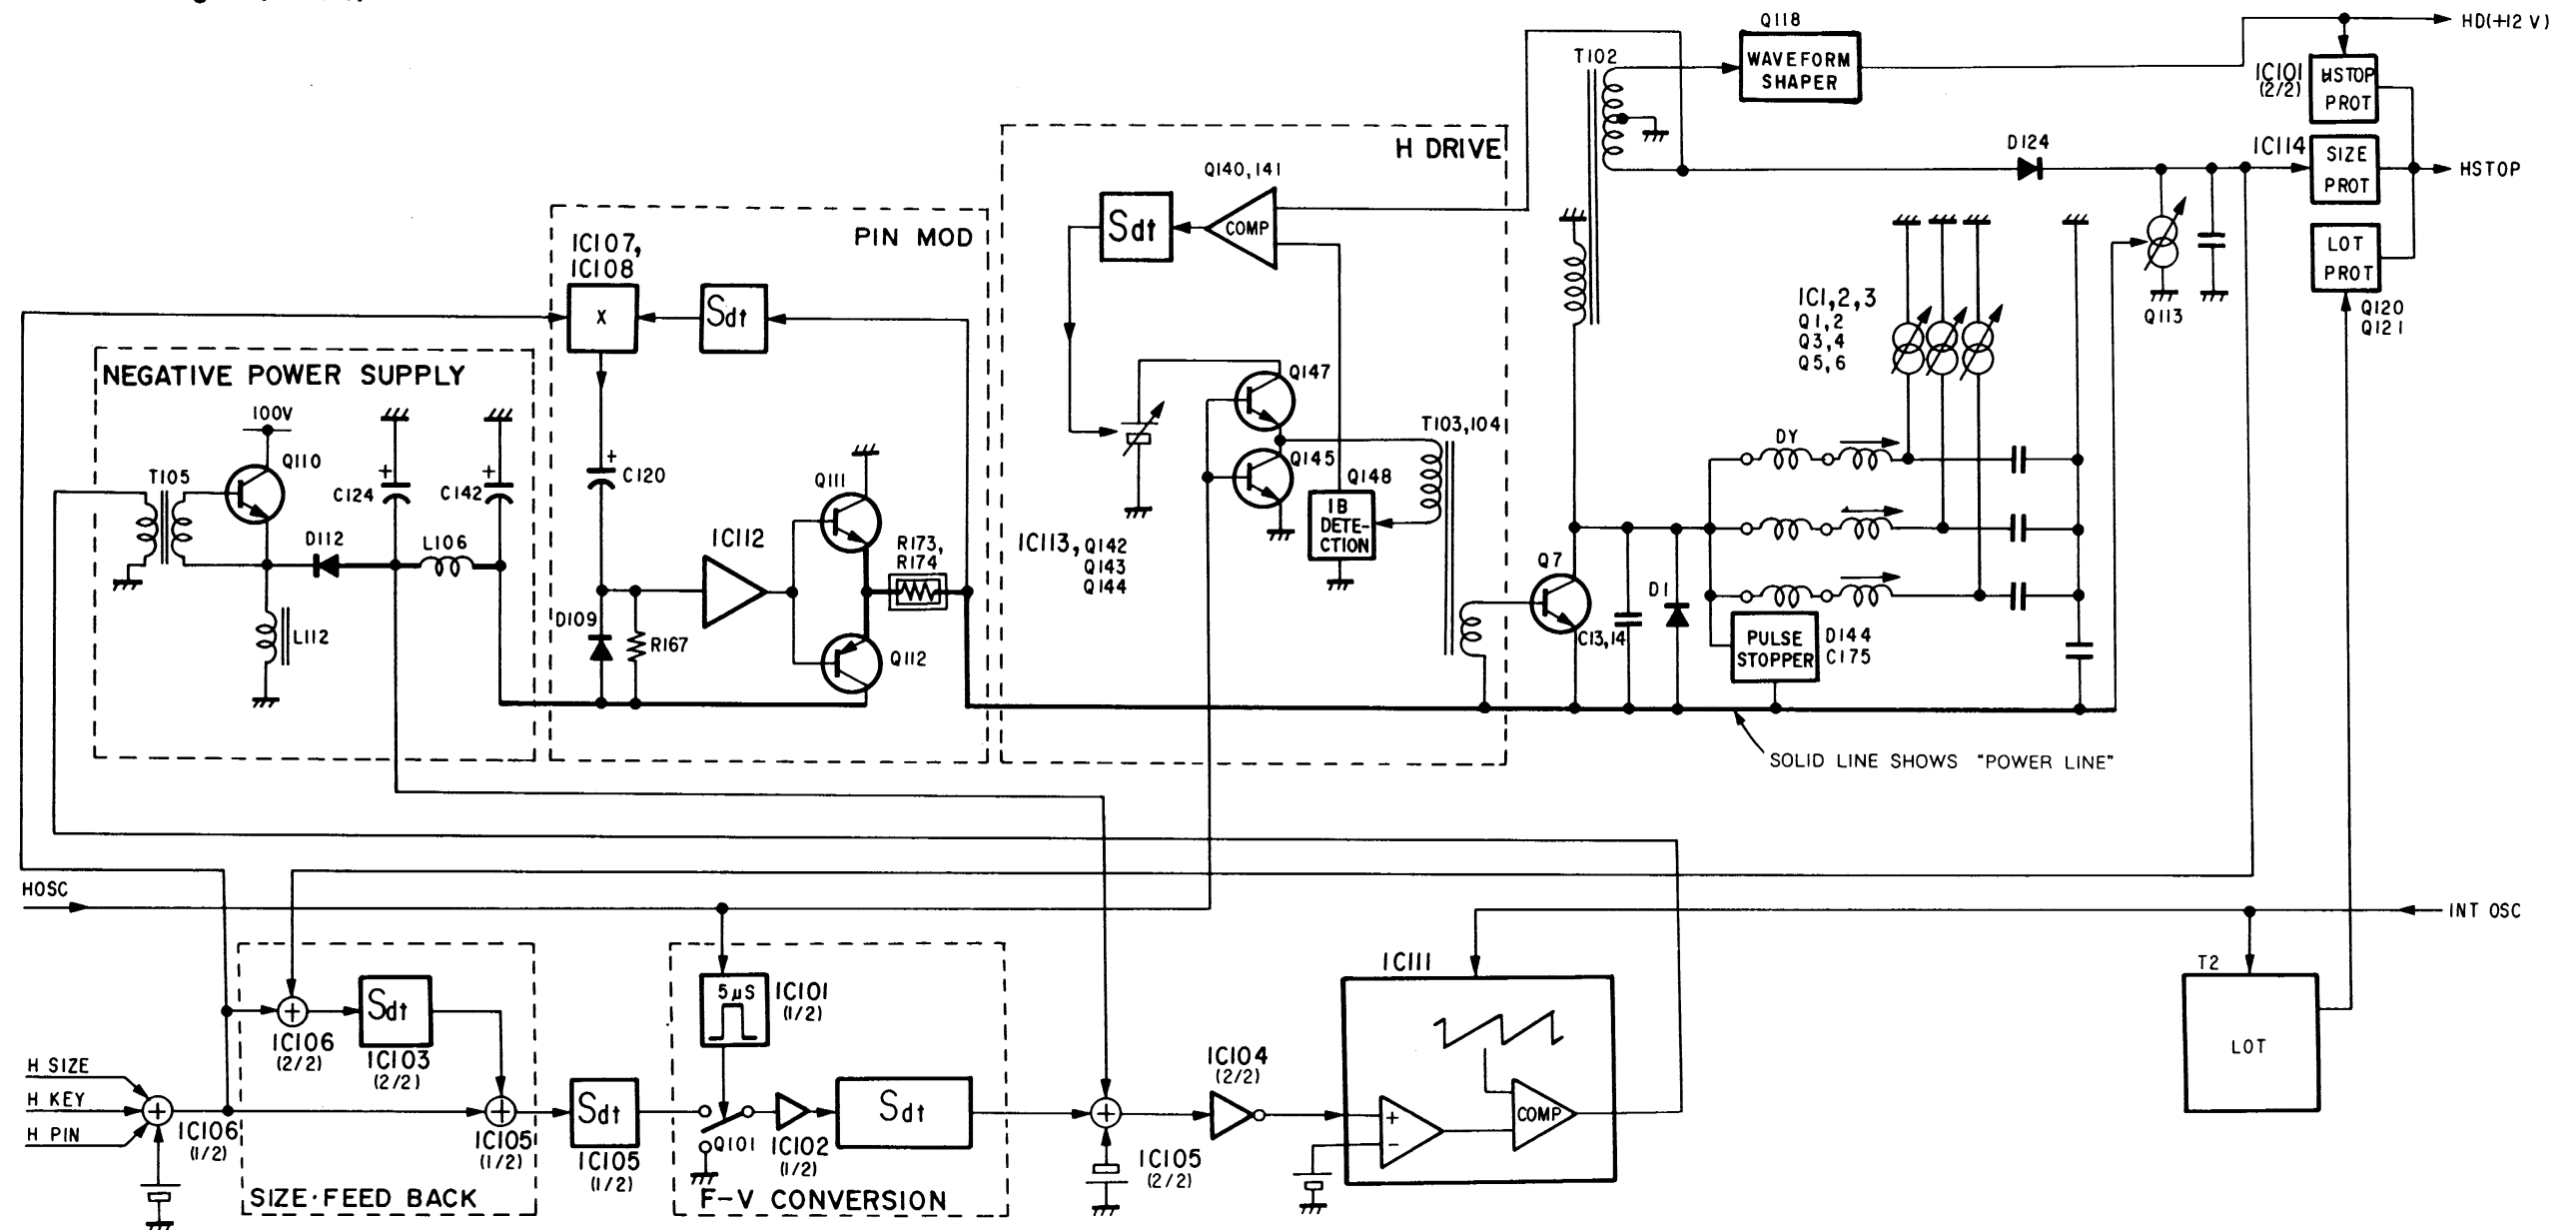 Q118
HD(+12 V)
T102
WAVEFORM
SHAPER
IC101
(2/2)
HSTOP
PROT
H DRIVE
D124
IC114
SIZE
PROT
HSTOP
Q140,141
Sdt
COMP
PIN MOD
IC107,
IC108
LOT
PROT
X
Sdt
IC1,2,3
Q1,2
Q3,4
Q5,6
Q113
Q120
Q121
NEGATIVE POWER SUPPLY
Q147
100V
T103,104
DY
Q110
T105
C124
+
C142
+
+
C120
Q111
Q145
Q148
IB
DETE-
CTION
D112
L106
IC112
R173,
R174
IC113,
Q142
Q143
Q144
Q7
D1
D109
R167
Q112
L112
C13,14
PULSE
STOPPER
D144
C175
SOLID LINE SHOWS "POWER LINE"
HOSC
INT OSC
IC111
T2
5µS
IC101
(1/2)
Sdt
+
IC106
(2/2)
IC103
(2/2)
IC104
(2/2)
LOT
H SIZE
H KEY
H PIN
+
IC106
(1/2)
+
IC105
(1/2)
Sdt
IC105
(1/2)
Q101
IC102
(1/2)
Sdt
+
IC105
(2/2)
+
-
COMP
SIZE·FEED BACK
F-V CONVERSION